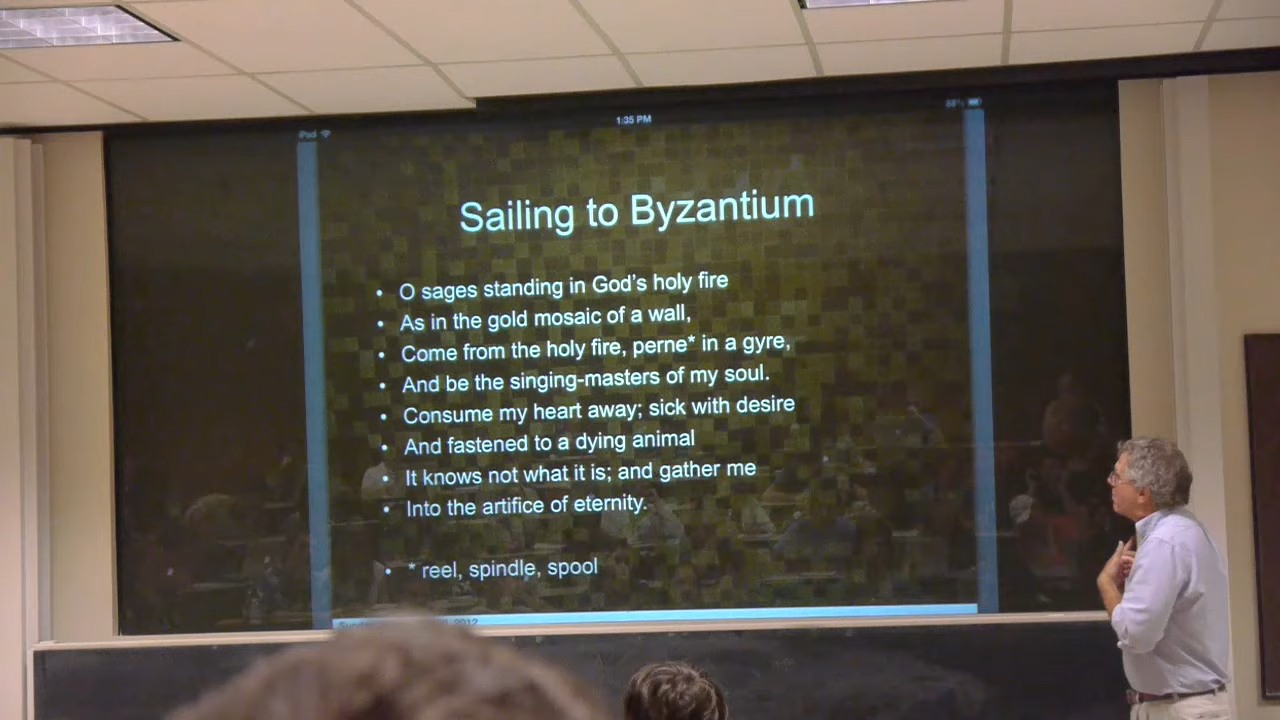 iPad
1:35 PM
Sailing to Byzantium
• O sages standing in God's holy fire
• As in the gold mosaic of a wall,
• Come from the holy fire, perne* in a gyre,
• And be the singing-masters of my soul.
• Consume my heart away; sick with desire
• And fastened to a dying animal
• It knows not what it is; and gather me
• Into the artifice of eternity.
• * reel, spindle, spool
2012